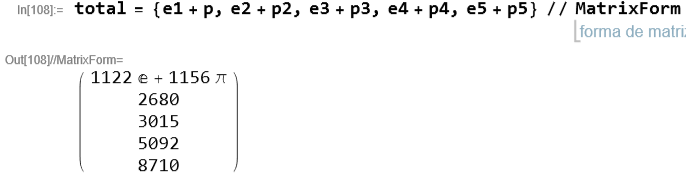 In[108]:= total = {e1 + p, e2 + p2, e3 + p3, e4 + p4, e5 + p5} // MatrixForm
forma de matri
Out[108]//MatrixForm=
1122 ⅇ + 1156 π
2680
3015
5092
8710